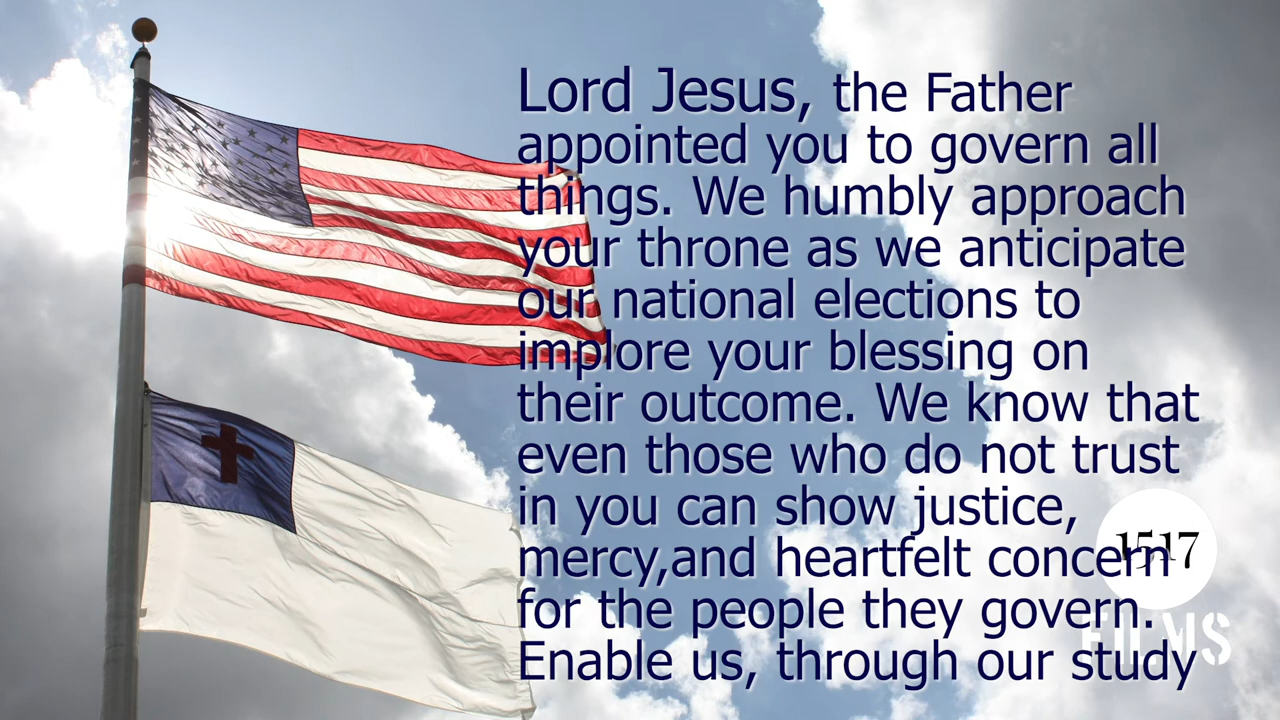 Lord Jesus, the Father
appointed you to govern all
things. We humbly approach
your throne as we anticipate
our national elections to
implore your blessing on
their outcome. We know that
even those who do not trust
in you can show justice,
mercy,and heartfelt concern
for the people they govern.
Enable us, through our study
1517
FILMS